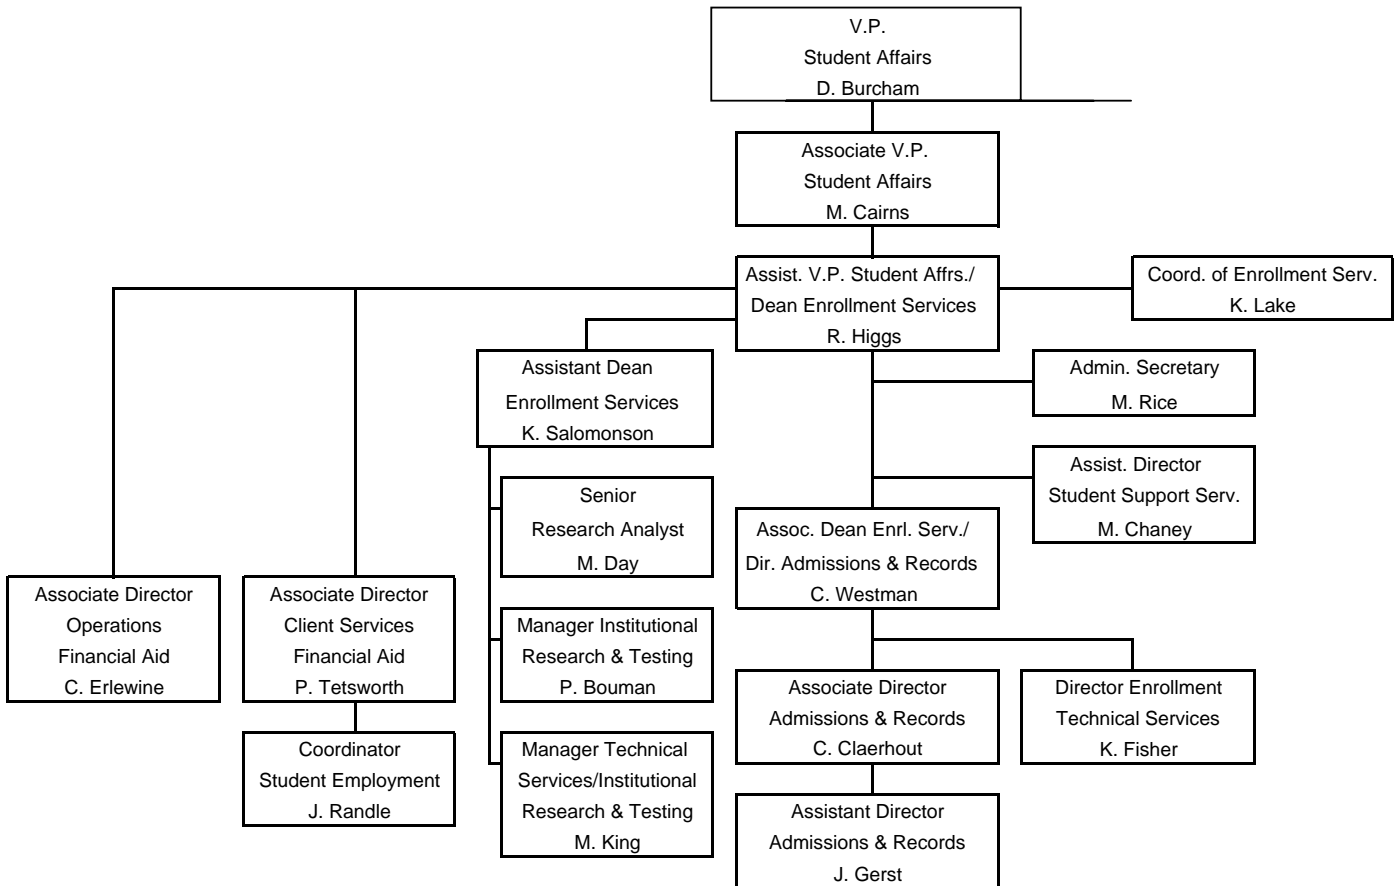 V.P.
Student Affairs
D. Burcham
Associate V.P.
Student Affairs
M. Cairns
Assist. V.P. Student Affrs./
Dean Enrollment Services
R. Higgs
Coord. of Enrollment Serv.
K. Lake
Assistant Dean
Enrollment Services
K. Salomonson
Admin. Secretary
M. Rice
Assist. Director
Student Support Serv.
M. Chaney
Senior
Research Analyst
M. Day
Assoc. Dean Enrl. Serv./
Dir. Admissions & Records
C. Westman
Associate Director
Operations
Financial Aid
C. Erlewine
Associate Director
Client Services
Financial Aid
P. Tetsworth
Manager Institutional
Research & Testing
P. Bouman
Associate Director
Admissions & Records
C. Claerhout
Director Enrollment
Technical Services
K. Fisher
Coordinator
Student Employment
J. Randle
Manager Technical
Services/Institutional
Research & Testing
M. King
Assistant Director
Admissions & Records
J. Gerst